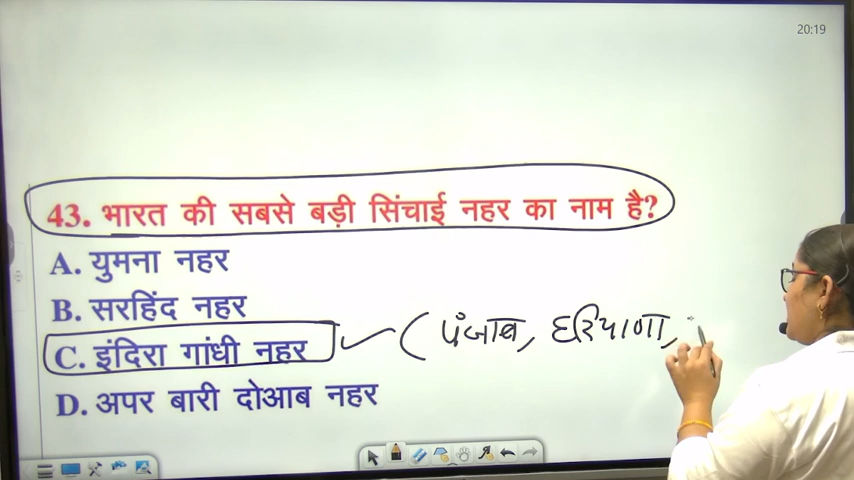 20:19
43. भारत की सबसे बड़ी सिंचाई नहर का नाम है?
A. युमना नहर
B. सरहिंद नहर
C. इंदिरा गांधी नहर (पंजाब, हरियाणा,
D. अपर बारी दोआब नहर